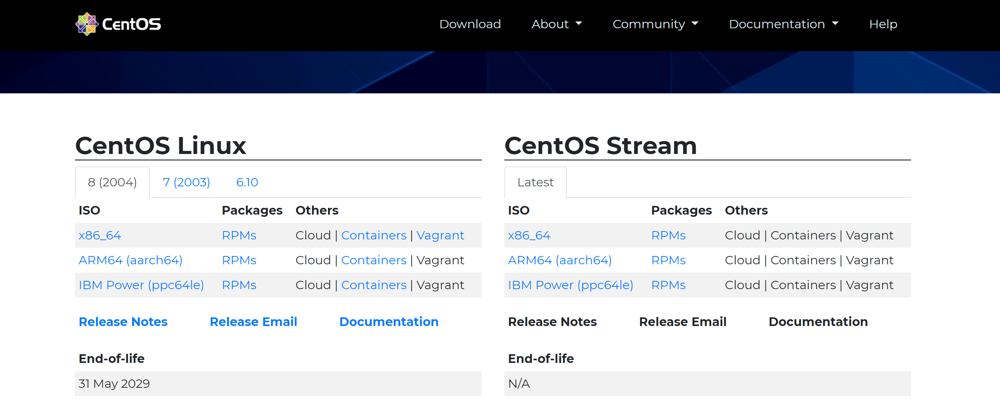 CentOS
Download About Community Documentation Help
CentOS Linux
8 (2004) 7 (2003) 6.10
ISO Packages Others
x86_64 RPMs Cloud | Containers | Vagrant
ARM64 (aarch64) RPMs Cloud | Containers | Vagrant
IBM Power (ppc64le) RPMs Cloud | Containers | Vagrant
Release Notes Release Email Documentation
End-of-life
31 May 2029
CentOS Stream
Latest
ISO Packages Others
x86_64 RPMs Cloud | Containers | Vagrant
ARM64 (aarch64) RPMs Cloud | Containers | Vagrant
IBM Power (ppc64le) RPMs Cloud | Containers | Vagrant
Release Notes Release Email Documentation
End-of-life
N/A